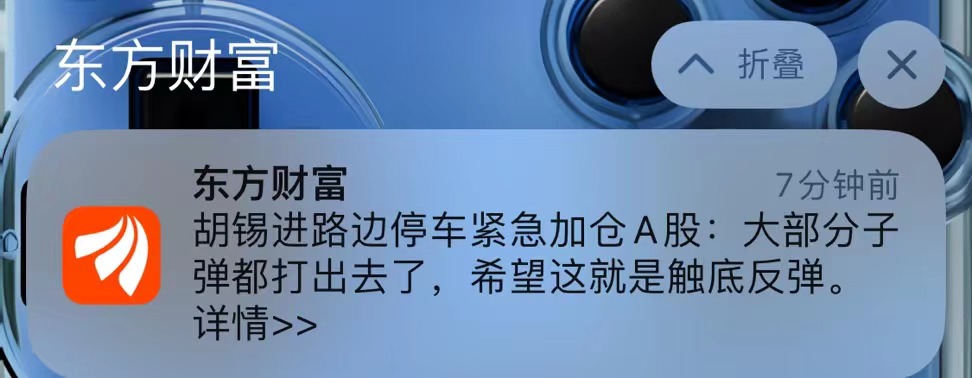 东方财富
折叠
东方财富
7分钟前
胡锡进路边停车紧急加仓A股：大部分子
弹都打出去了，希望这就是触底反弹。
详情>>